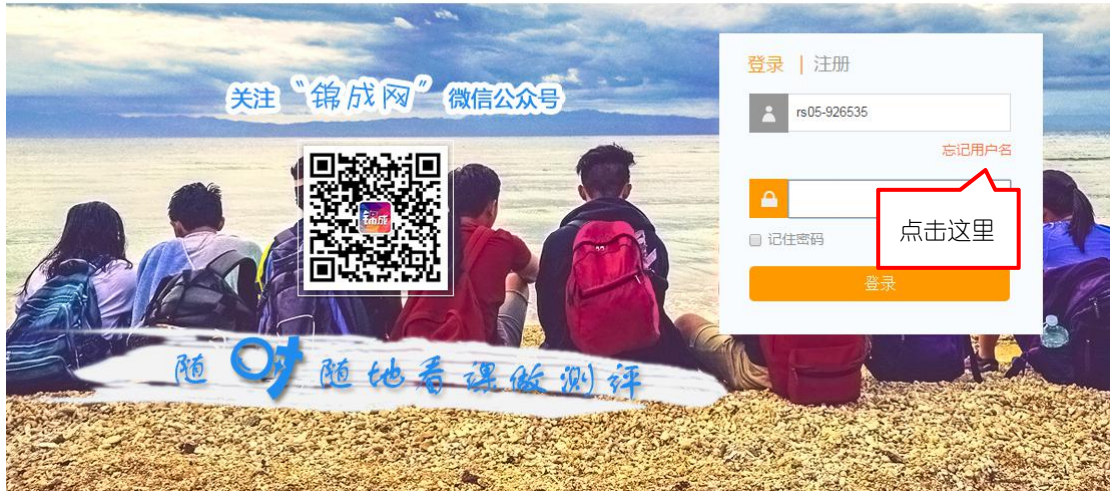 关注“锦成网”微信公众号
锦成
随时随地看课做测评
登录 | 注册
rs05-926535
忘记用户名
点击这里
记住密码
登录